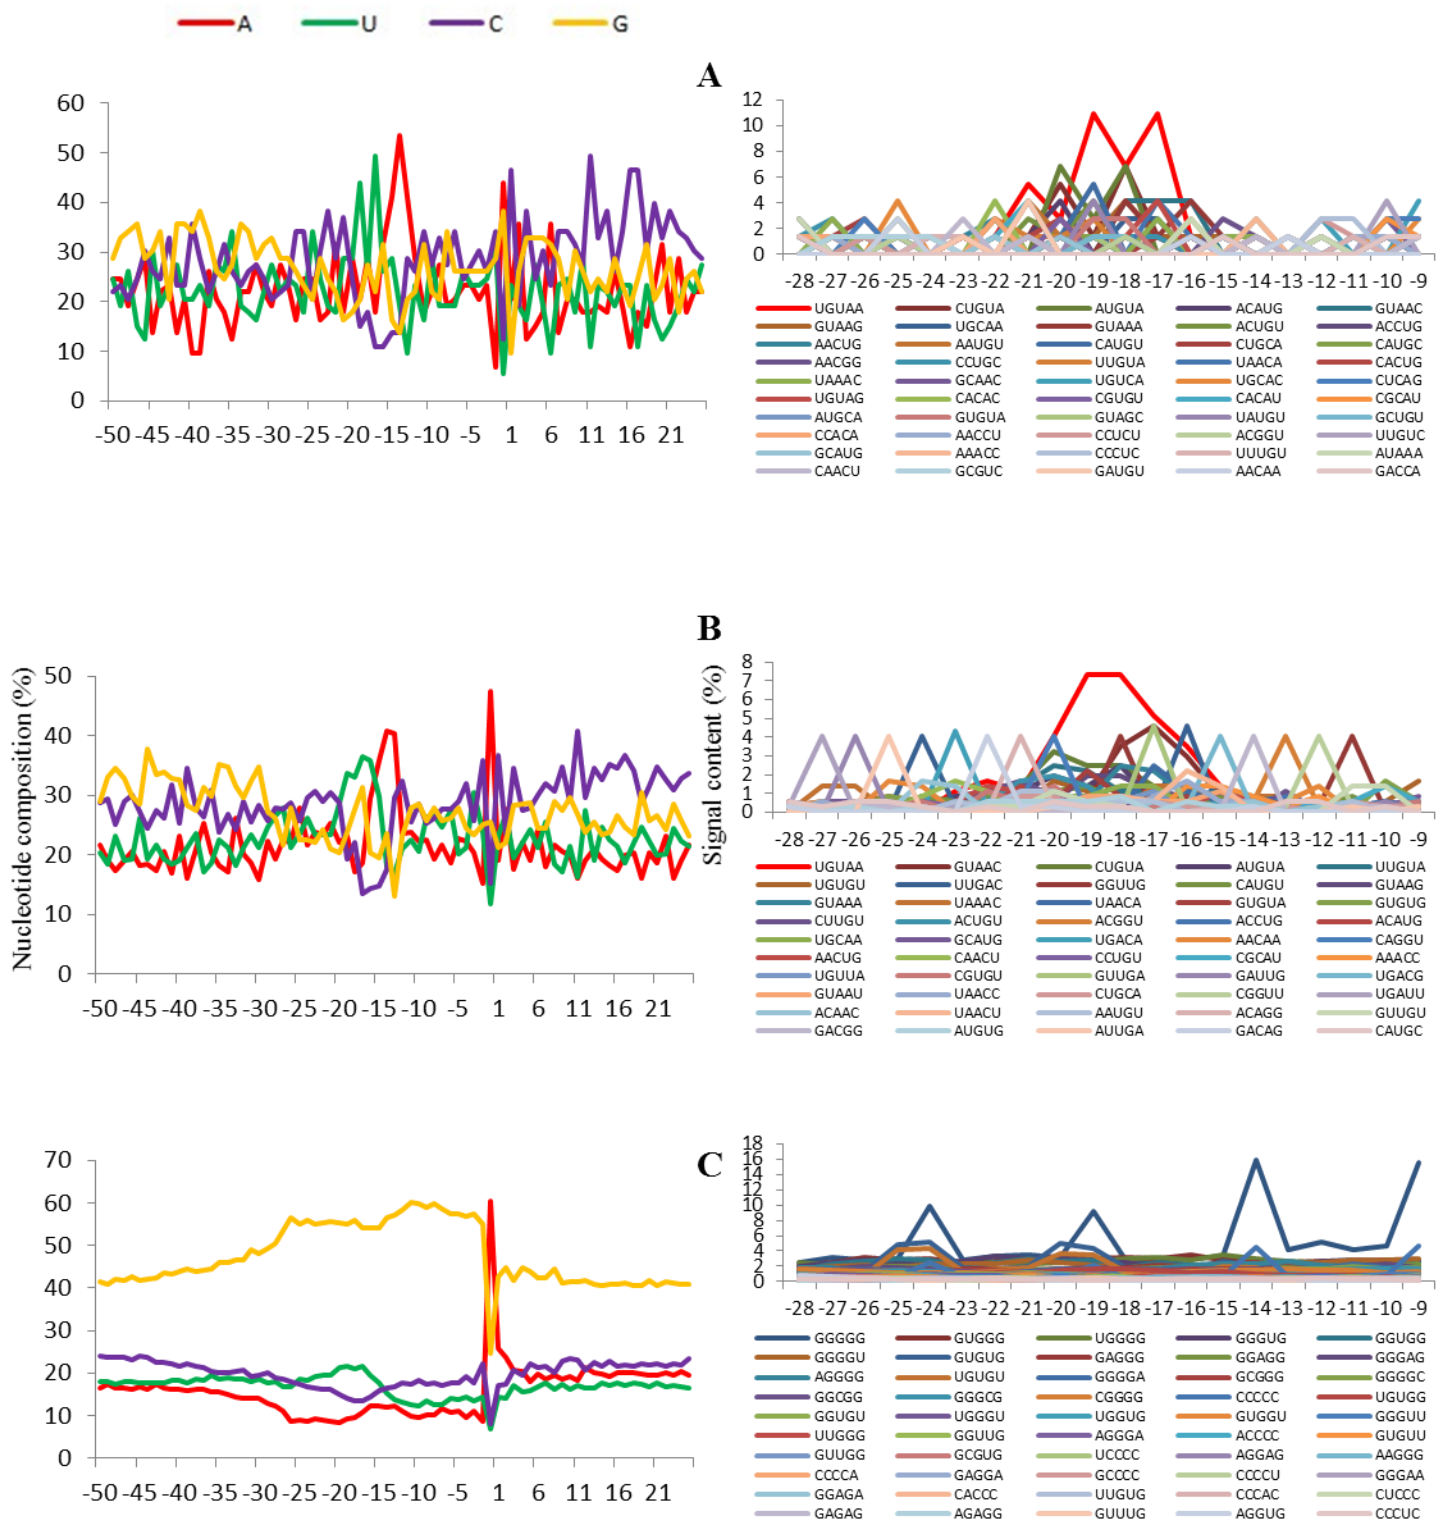 A U C G
A
60
50
40
30
20
10
0
-50 -45 -40 -35 -30 -25 -20 -15 -10 -5 1 6 11 16 21
12
10
8
6
4
2
0
-28 -27 -26 -25 -24 -23 -22 -21 -20 -19 -18 -17 -16 -15 -14 -13 -12 -11 -10 -9
UGUAA CUGUA AUGUA ACAUG GUAAC
GUAAG UGCAA GUAAA ACUGU ACCUG
AACUG AAUGU CAUGU CUGCA CAUGC
AACGG CCUGC UUGUA UAACA CACUG
UAAAC GCAAC UGUCA UGCAC CUCAG
UGUAG CACAC CGUGU CACAU CGCAU
AUGCA GUGUA GUAGC UAUGU GCUGU
CCACA AACCU CCUCU ACGGU UUGUC
GCAUG AAACC CCCUC UUUGU AUAAA
CAACU GCGUC GAUGU AACAA GACCA
B
Nucleotide composition (%)
50
40
30
20
10
0
-50 -45 -40 -35 -30 -25 -20 -15 -10 -5 1 6 11 16 21
Signal content (%)
8
7
6
5
4
3
2
1
0
-28 -27 -26 -25 -24 -23 -22 -21 -20 -19 -18 -17 -16 -15 -14 -13 -12 -11 -10 -9
UGUAA GUAAC CUGUA AUGUA UUGUA
UGUGU UUGAC GGUUG CAUGU GUAAG
GUAAA UAAAC UAACA GUGUA GUGUG
CUUGU ACUGU ACGGU ACCUG ACAUG
UGCAA GCAUG UGACA AACAA CAGGU
AACUG CAACU CCUGU CGCAU AAACC
UGUUA CGUGU GUUGA GAUUG UGACG
GUAAU UAACC CUGCA CGGUU UGAUU
ACAAC UAACU AAUGU ACAGG GUUGU
GACGG AUGUG AUUGA GACAG CAUGC
C
70
60
50
40
30
20
10
0
-50 -45 -40 -35 -30 -25 -20 -15 -10 -5 1 6 11 16 21
18
16
14
12
10
8
6
4
2
0
-28 -27 -26 -25 -24 -23 -22 -21 -20 -19 -18 -17 -16 -15 -14 -13 -12 -11 -10 -9
GGGGG GUGGG UGGGG GGGUG GGUGG
GGGGU GUGUG GAGGG GGAGG GGGAG
AGGGG UGUGU GGGGA GCGGG GGGGC
GGCGG GGGCG CGGGG CCCCC UGUGG
GGUGU UGGGU UGGUG GUGGU GGGUU
UUGGG GGUUG AGGGA ACCCC GUGUU
GUUGG GCGUG UCCCC AGGAG AAGGG
CCCCA GAGGA GCCCC CCCCU GGGAA
GGAGA CACCC UUGUG CCCAC CUCCC
GAGAG AGAGG GUUUG AGGUG CCCUC